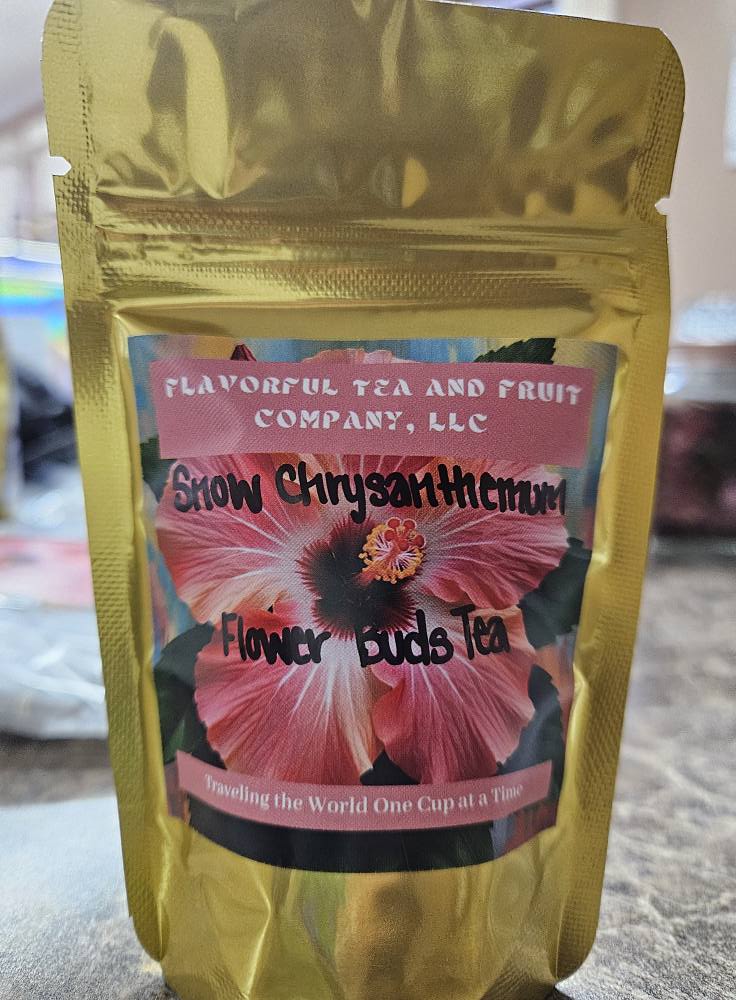 FLAVORFUL TEA AND FRUIT
COMPANY, LLC
Snow Chrysanthemum
Flower Buds Tea
Traveling the World One Cup at a Time